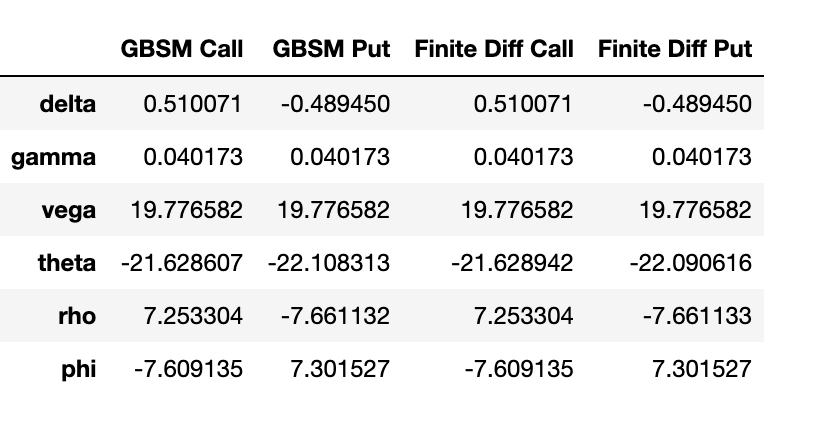 GBSM Call GBSM Put Finite Diff Call Finite Diff Put
delta 0.510071 -0.489450 0.510071 -0.489450
gamma 0.040173 0.040173 0.040173 0.040173
vega 19.776582 19.776582 19.776582 19.776582
theta -21.628607 -22.108313 -21.628942 -22.090616
rho 7.253304 -7.661132 7.253304 -7.661133
phi -7.609135 7.301527 -7.609135 7.301527